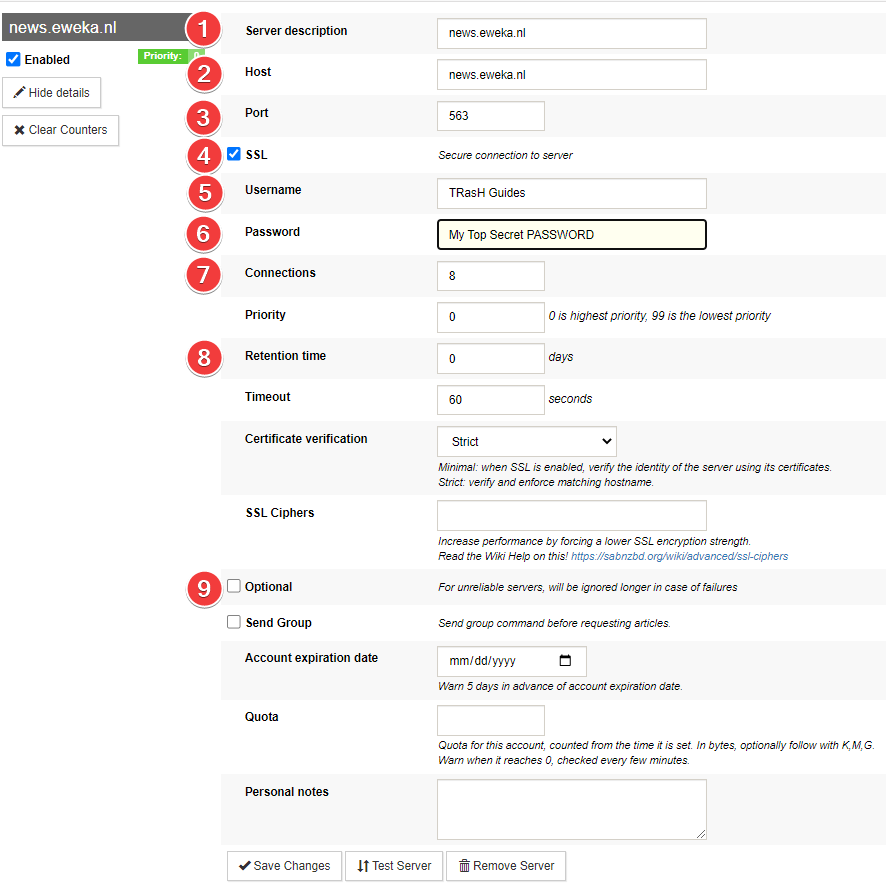 news.eweka.nl
Enabled
Priority: 0
Hide details
Clear Counters
1 Server description news.eweka.nl
2 Host news.eweka.nl
3 Port 563
4 SSL Secure connection to server
5 Username TRasH Guides
6 Password My Top Secret PASSWORD
7 Connections 8
Priority 0 0 is highest priority, 99 is the lowest priority
8 Retention time 0 days
Timeout 60 seconds
Certificate verification Strict
Minimal: when SSL is enabled, verify the identity of the server using its certificates.
Strict: verify and enforce matching hostname.
SSL Ciphers
Increase performance by forcing a lower SSL encryption strength.
Read the Wiki Help on this! https://sabnzbd.org/wiki/advanced/ssl-ciphers
9 Optional For unreliable servers, will be ignored longer in case of failures
Send Group Send group command before requesting articles.
Account expiration date mm/dd/yyyy
Warn 5 days in advance of account expiration date.
Quota
Quota for this account, counted from the time it is set. In bytes, optionally follow with K,M,G.
Warn when it reaches 0, checked every few minutes.
Personal notes
Save Changes Test Server Remove Server